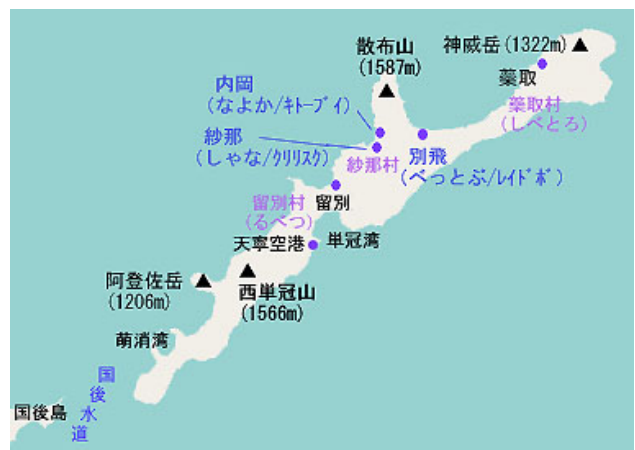 散布山
(1587m)
神威岳(1322m)
蘂取
蘂取村
(しべとろ)
内岡
(なよか/ｷﾄｰﾌﾞｲ)
紗那
(しゃな/ｸﾘﾘｽｸ)
紗那村
別飛
(べっとぶ/ﾚｲﾄﾞﾎﾞ)
留別村
(るべつ)
留別
天寧空港
単冠湾
阿登佐岳
(1206m)
西単冠山
(1566m)
萌消湾
国後水道
国後島